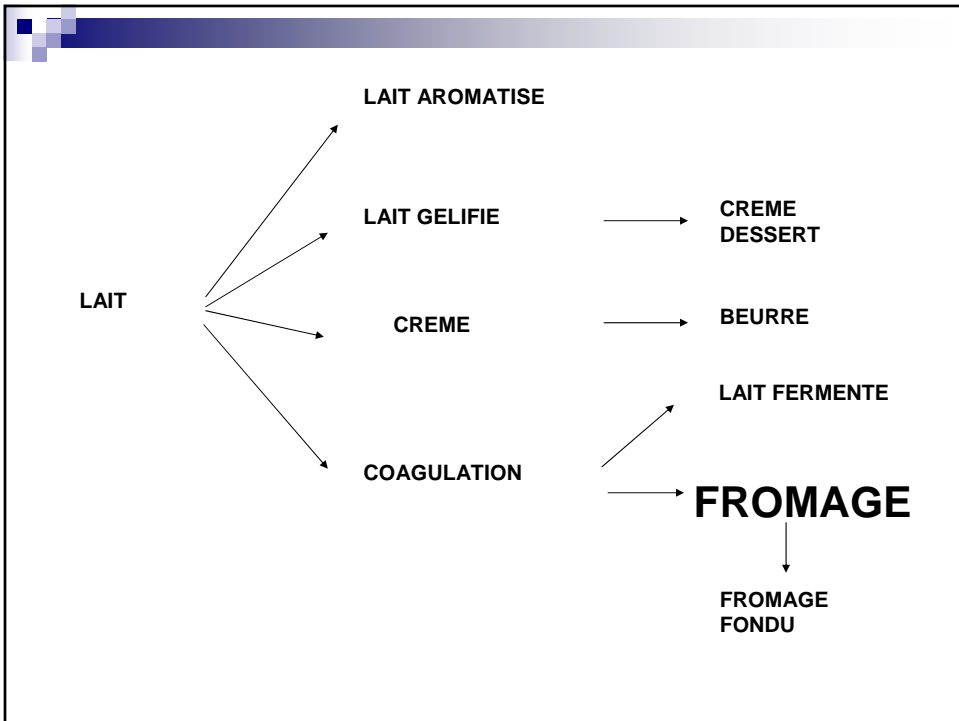 LAIT AROMATISE
LAIT GELIFIE
CREME
DESSERT
LAIT
CREME
BEURRE
LAIT FERMENTE
COAGULATION
FROMAGE
FROMAGE
FONDU